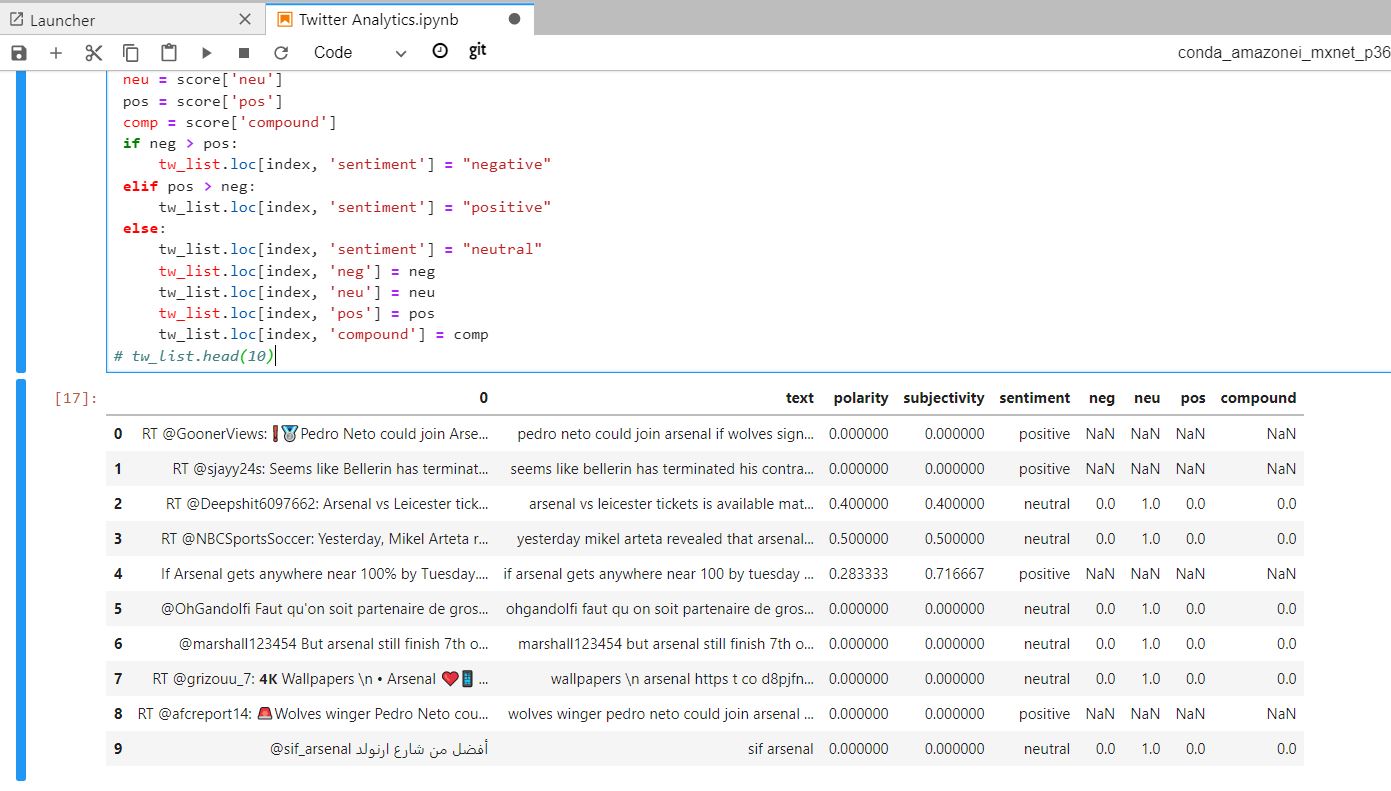 Launcher
Twitter Analytics.ipynb
Code git conda_amazonei_mxnet_p36
neu = score['neu']
pos = score['pos']
comp = score['compound']
if neg > pos:
tw_list.loc[index, 'sentiment'] = "negative"
elif pos > neg:
tw_list.loc[index, 'sentiment'] = "positive"
else:
tw_list.loc[index, 'sentiment'] = "neutral"
tw_list.loc[index, 'neg'] = neg
tw_list.loc[index, 'neu'] = neu
tw_list.loc[index, 'pos'] = pos
tw_list.loc[index, 'compound'] = comp
# tw_list.head(10)
[17]: 0 text polarity subjectivity sentiment neg neu pos compound
0 RT @GoonerViews: ❗🏅Pedro Neto could join Arse... pedro neto could join arsenal if wolves sign... 0.000000 0.000000 positive NaN NaN NaN NaN
1 RT @sjayy24s: Seems like Bellerin has terminat... seems like bellerin has terminated his contra... 0.000000 0.000000 positive NaN NaN NaN NaN
2 RT @Deepshit6097662: Arsenal vs Leicester tick... arsenal vs leicester tickets is available mat... 0.400000 0.400000 neutral 0.0 1.0 0.0 0.0
3 RT @NBCSportsSoccer: Yesterday, Mikel Arteta r... yesterday mikel arteta revealed that arsenal... 0.500000 0.500000 neutral 0.0 1.0 0.0 0.0
4 If Arsenal gets anywhere near 100% by Tuesday.... if arsenal gets anywhere near 100 by tuesday ... 0.283333 0.716667 positive NaN NaN NaN NaN
5 @OhGandolfi Faut qu'on soit partenaire de gros... ohgandolfi faut qu on soit partenaire de gros... 0.000000 0.000000 neutral 0.0 1.0 0.0 0.0
6 @marshall123454 But arsenal still finish 7th o... marshall123454 but arsenal still finish 7th o... 0.000000 0.000000 neutral 0.0 1.0 0.0 0.0
7 RT @grizouu_7: 4K Wallpapers \n • Arsenal ❤️📱 ... wallpapers \n arsenal https t co d8pjfn... 0.000000 0.000000 neutral 0.0 1.0 0.0 0.0
8 RT @afcreport14: 🚨Wolves winger Pedro Neto cou... wolves winger pedro neto could join arsenal ... 0.000000 0.000000 positive NaN NaN NaN NaN
9 @sif_arsenal أفضل من شارع ارنولد sif arsenal 0.000000 0.000000 neutral 0.0 1.0 0.0 0.0